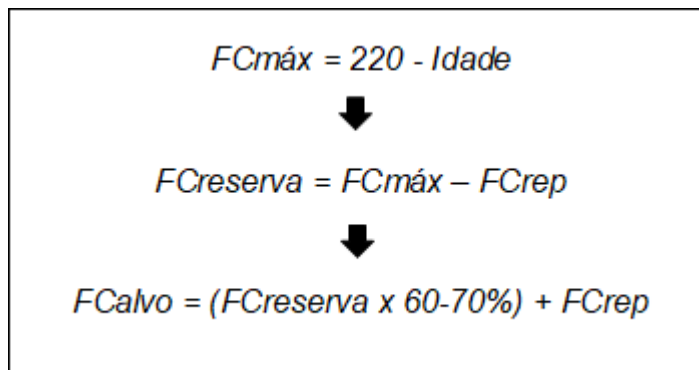 FCmáx = 220 - Idade
FCreserva = FCmáx – FCrep
FCalvo = (FCreserva x 60-70%) + FCrep